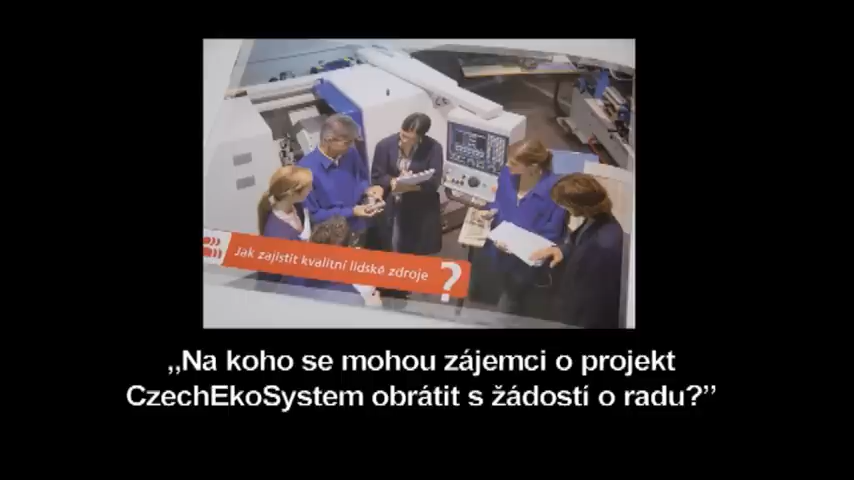 Jak zajistit kvalitní lidské zdroje ?
„Na koho se mohou zájemci o projekt
CzechEkoSystem obrátit s žádostí o radu?”